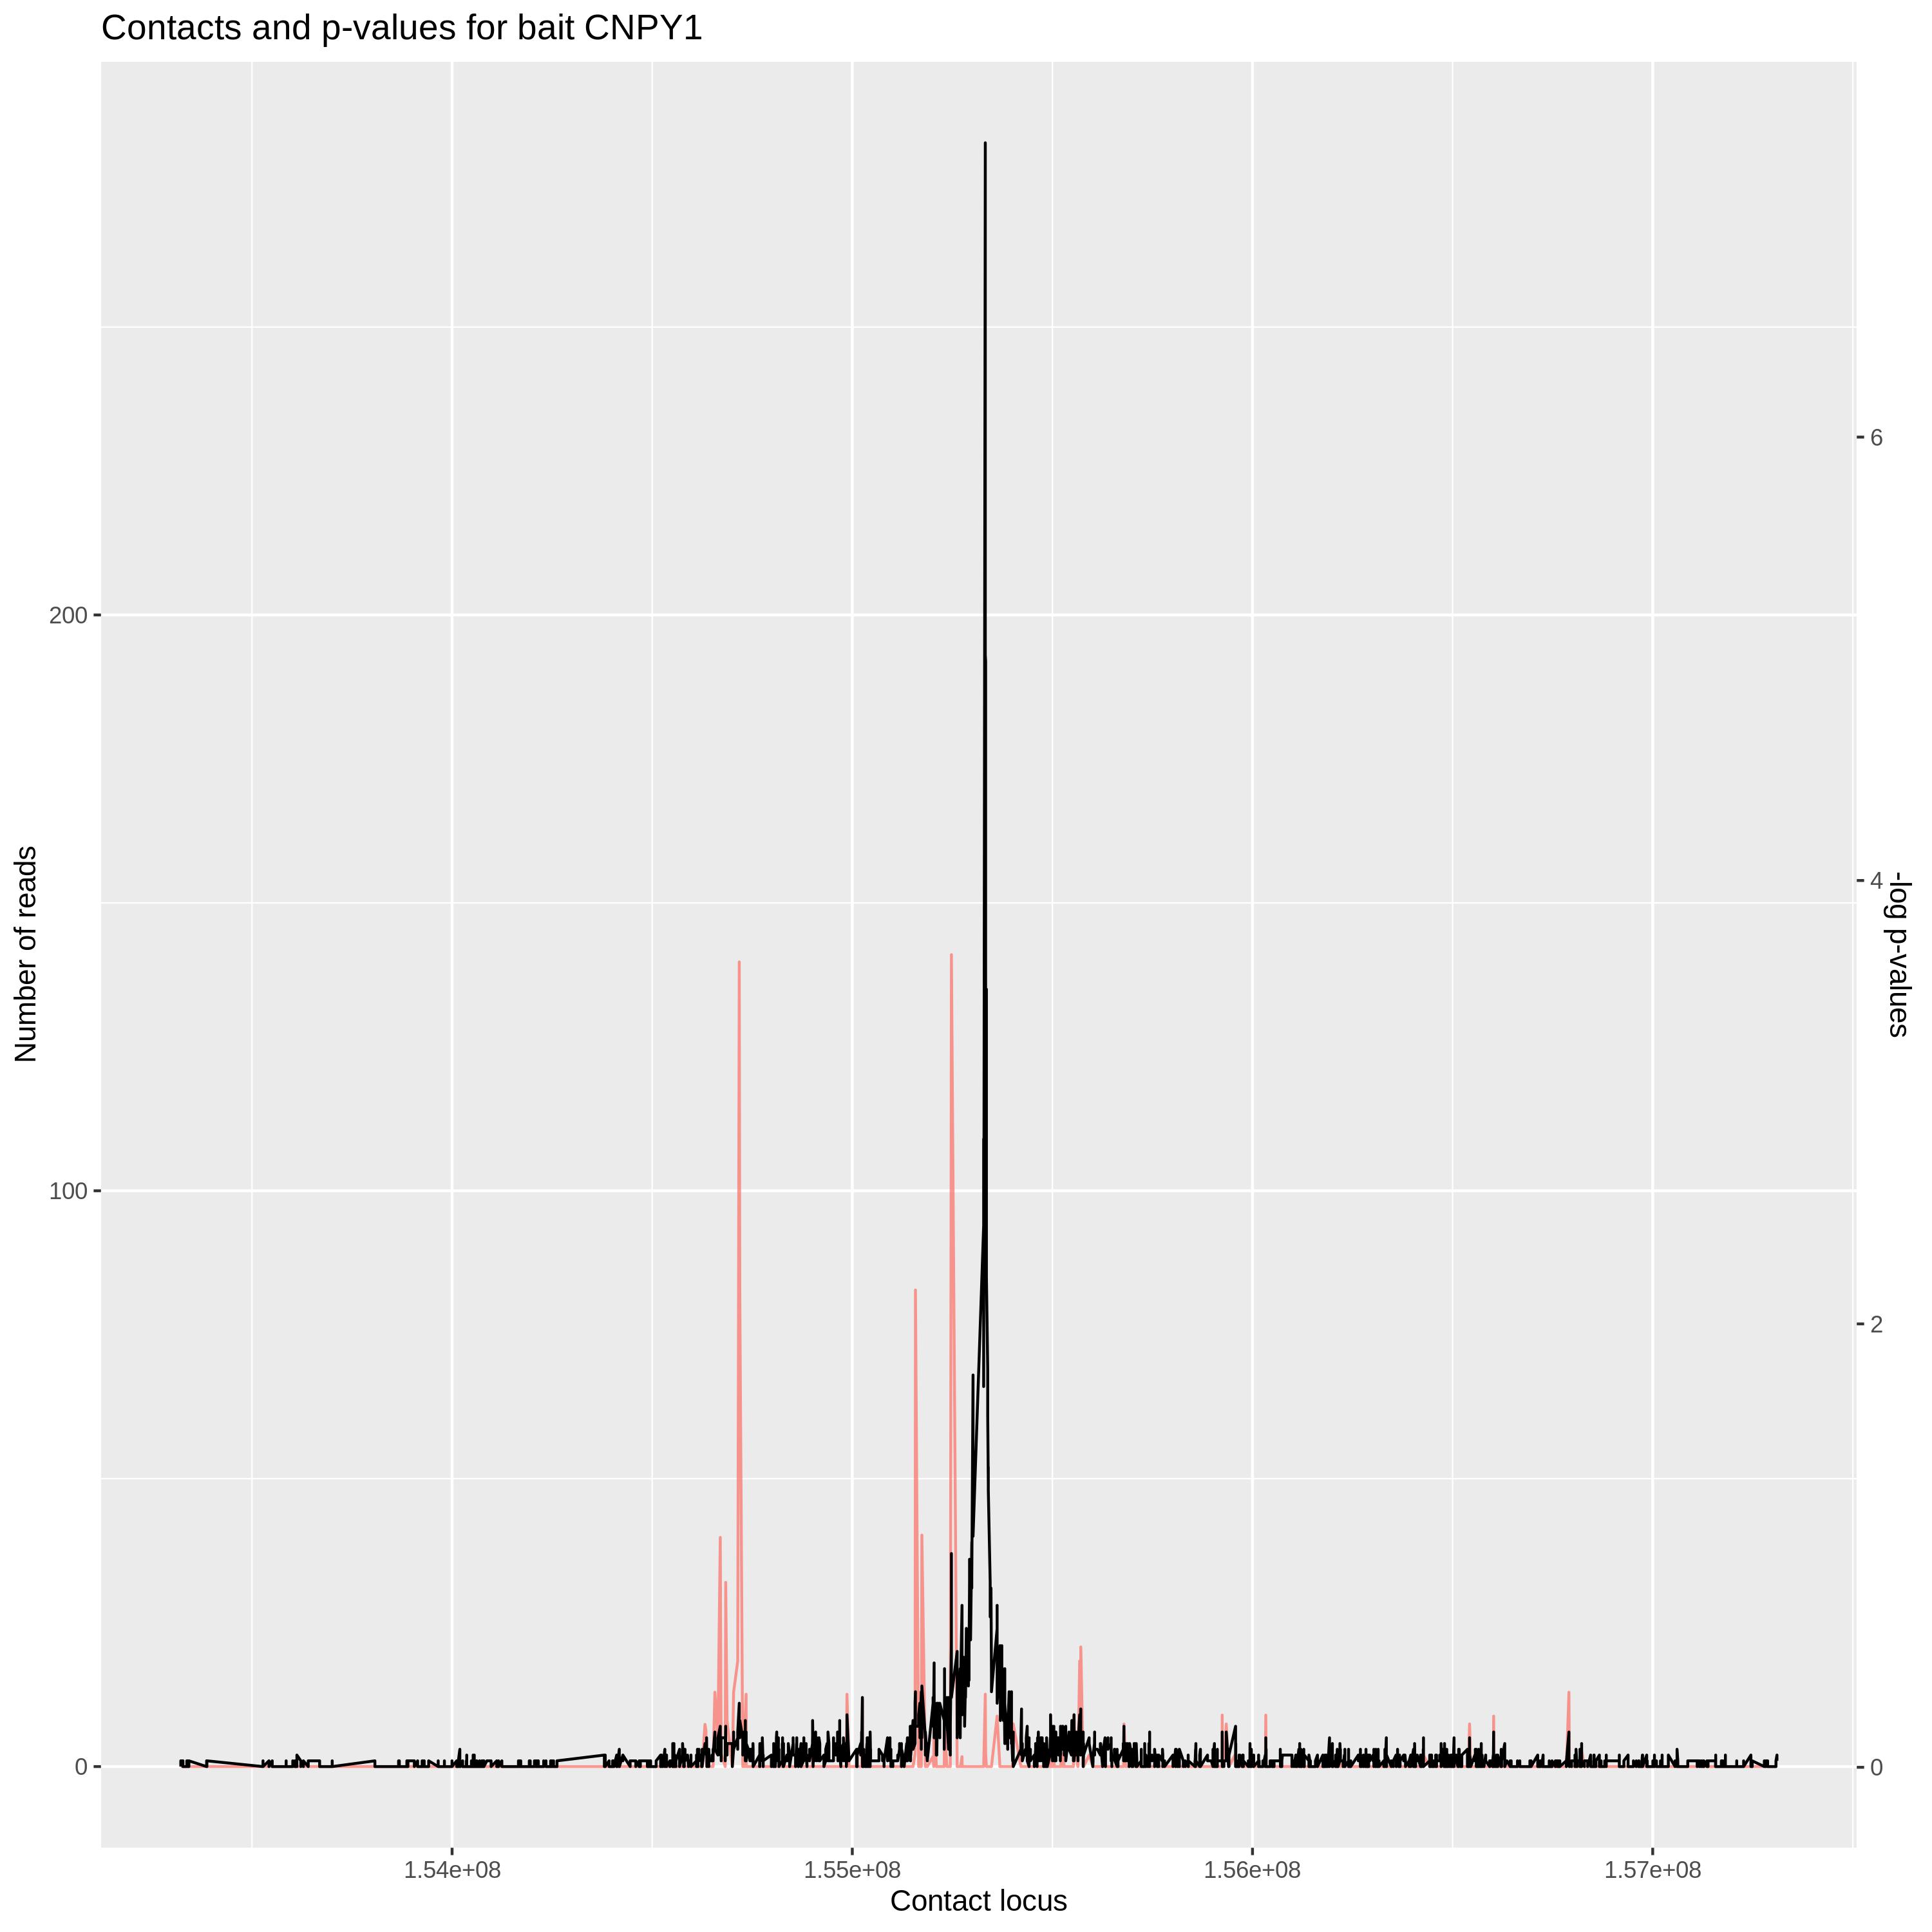 Contacts and p-values for bait CNPY1
Number of reads
200
100
0
6
4
2
0
-log p-values
1.54e+08
1.55e+08
1.56e+08
1.57e+08
Contact locus